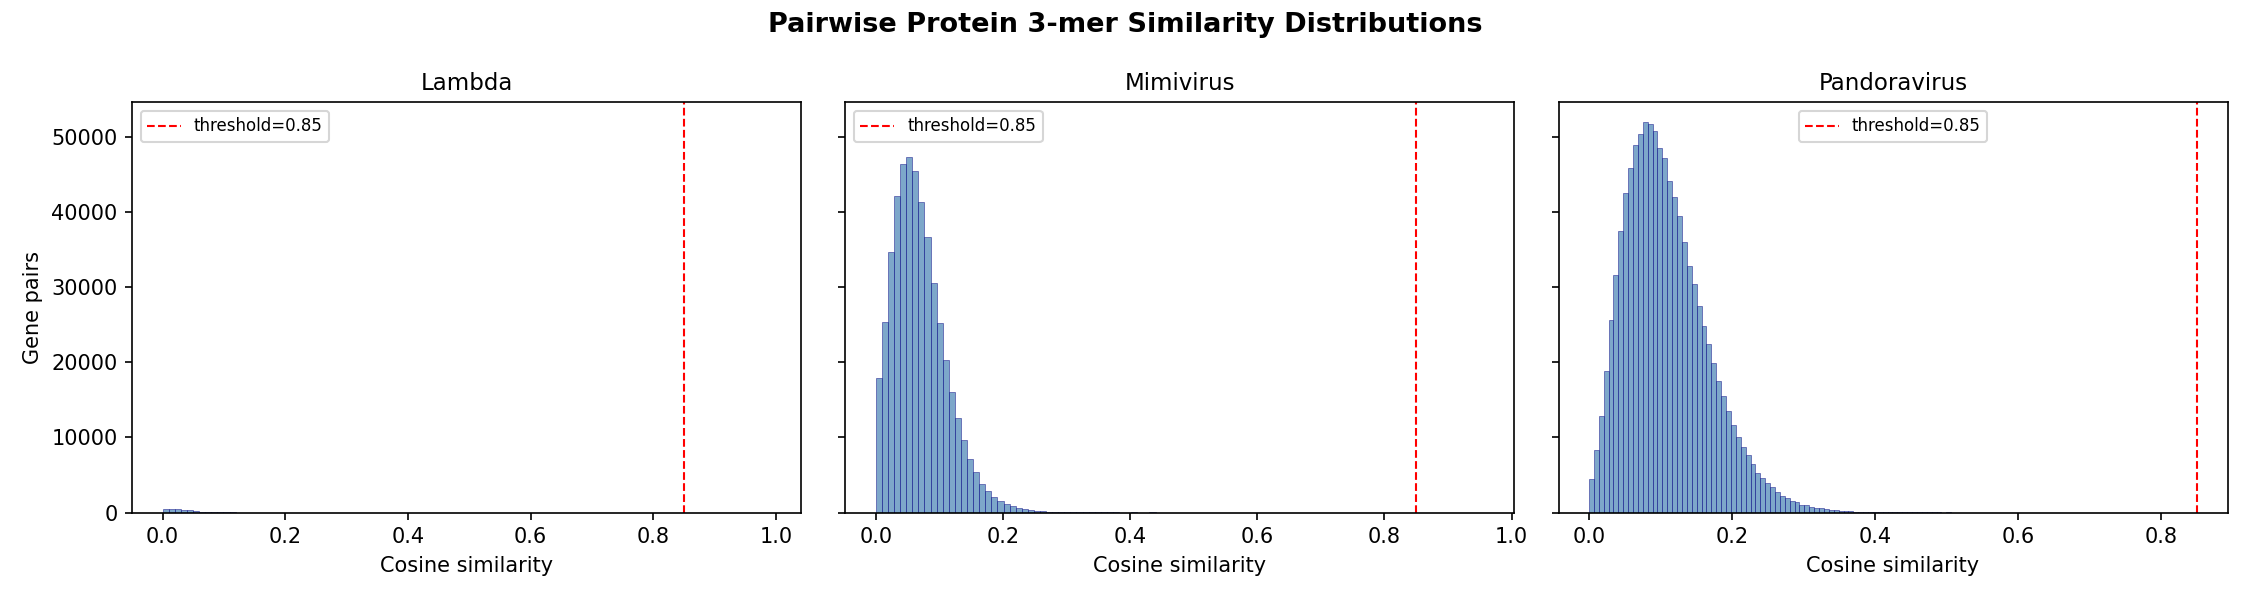 Pairwise Protein 3-mer Similarity Distributions
Lambda
threshold=0.85
Gene pairs
50000
40000
30000
20000
10000
0
0.0 0.2 0.4 0.6 0.8 1.0
Cosine similarity
Mimivirus
threshold=0.85
0.0 0.2 0.4 0.6 0.8 1.0
Cosine similarity
Pandoravirus
threshold=0.85
0.0 0.2 0.4 0.6 0.8
Cosine similarity